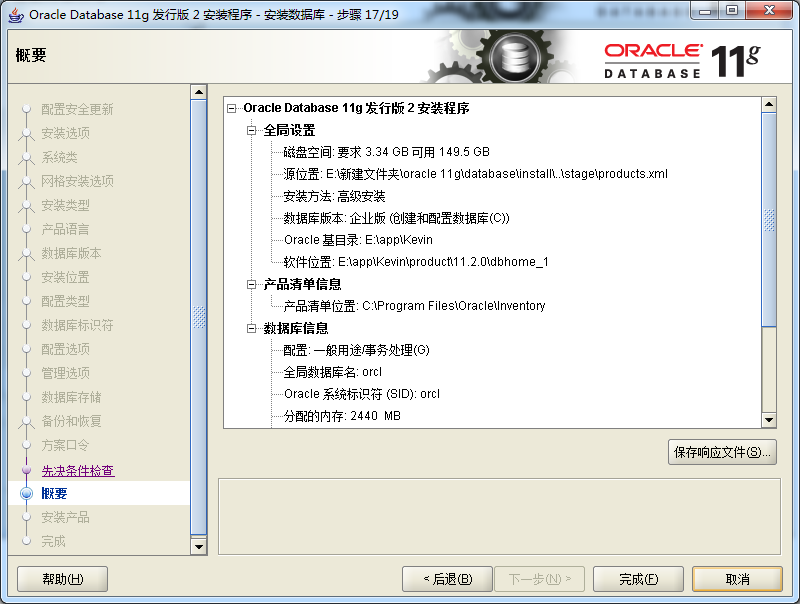 Oracle Database 11g 发行版 2 安装程序 - 安装数据库 - 步骤 17/19
概要
ORACLE
DATABASE 11g
配置安全更新
安装选项
系统类
网格安装选项
安装类型
产品语言
数据库版本
安装位置
配置类型
数据库标识符
配置选项
管理选项
数据库存储
备份和恢复
方案口令
先决条件检查
概要
安装产品
完成
Oracle Database 11g 发行版 2 安装程序
全局设置
磁盘空间: 要求 3.34 GB 可用 149.5 GB
源位置: E:\新建文件夹\oracle 11g\database\install\..\stage\products.xml
安装方法: 高级安装
数据库版本: 企业版 (创建和配置数据库(C))
Oracle 基目录: E:\app\Kevin
软件位置: E:\app\Kevin\product\11.2.0\dbhome_1
产品清单信息
产品清单位置: C:\Program Files\Oracle\Inventory
数据库信息
配置: 一般用途/事务处理(G)
全局数据库名: orcl
Oracle 系统标识符 (SID): orcl
分配的内存: 2440 MB
保存响应文件(S)...
帮助(H)
< 后退(B)
下一步(N) >
完成(F)
取消